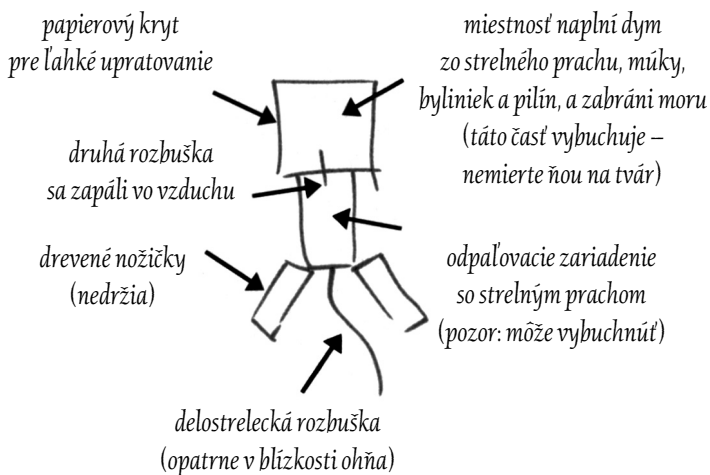 papierový kryt
pre ľahké upratovanie
miestnosť naplní dym
zo strelného prachu, múky,
byliniek a pilín, a zabráni moru
(táto časť vybuchuje –
nemierte ňou na tvár)
druhá rozbuška
sa zapáli vo vzduchu
drevené nožičky
(nedržia)
odpaľovacie zariadenie
so strelným prachom
(pozor: môže vybuchnúť)
delostrelecká rozbuška
(opatrne v blízkosti ohňa)